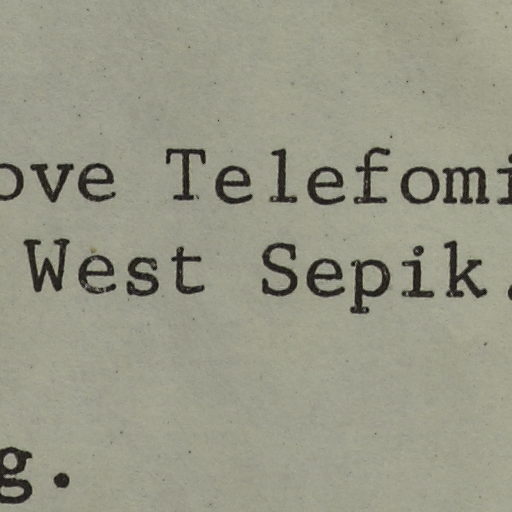 ove Telefomi
West Sepik.
g.